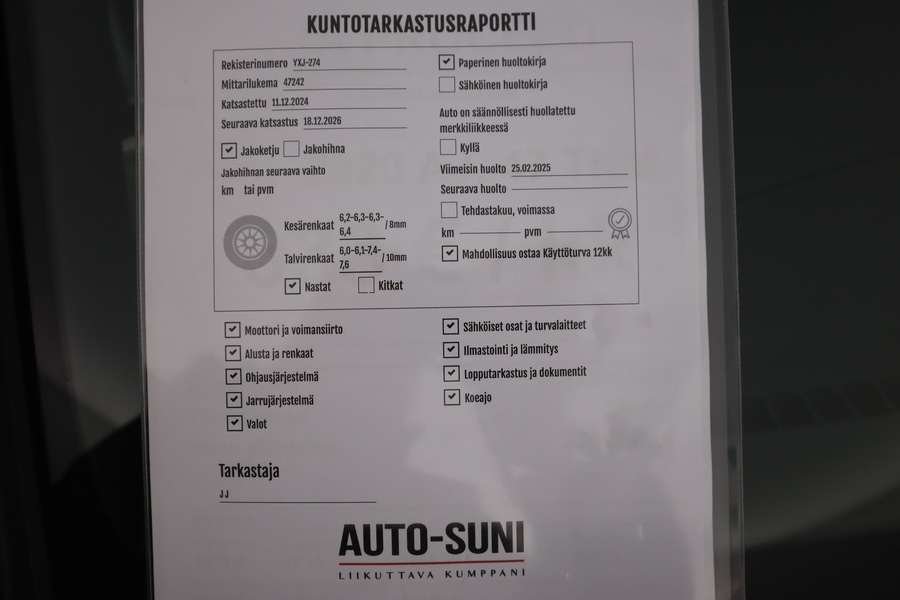 KUNTOTARKASTUSRAPORTTI
Rekisterinumero YXJ-274
Mittarilukema 47242
Katsastettu 11.12.2024
Seuraava katsastus 18.12.2026
Jakoketju Jakohihna
Jakohihnan seuraava vaihto
km tai pvm
Kesärenkaat 6,2-6,3-6,3-
6,4 / 8mm
Talvirenkaat 6,0-6,1-7,4-
7,6 / 10mm
Nastat Kitkat
Paperinen huoltokirja
Sähköinen huoltokirja
Auto on säännöllisesti huollatettu
merkkiliikkeessä
Kyllä
Viimeisin huolto 25.02.2025
Seuraava huolto
Tehdastakuu, voimassa
km pvm
Mahdollisuus ostaa Käyttöturva 12kk
Moottori ja voimansiirto
Alusta ja renkaat
Ohjausjärjestelmä
Jarrujärjestelmä
Valot
Sähköiset osat ja turvalaitteet
Ilmastointi ja lämmitys
Lopputarkastus ja dokumentit
Koeajo
Tarkastaja
JJ
AUTO-SUNI
LIIKUTTAVA KUMPPANI